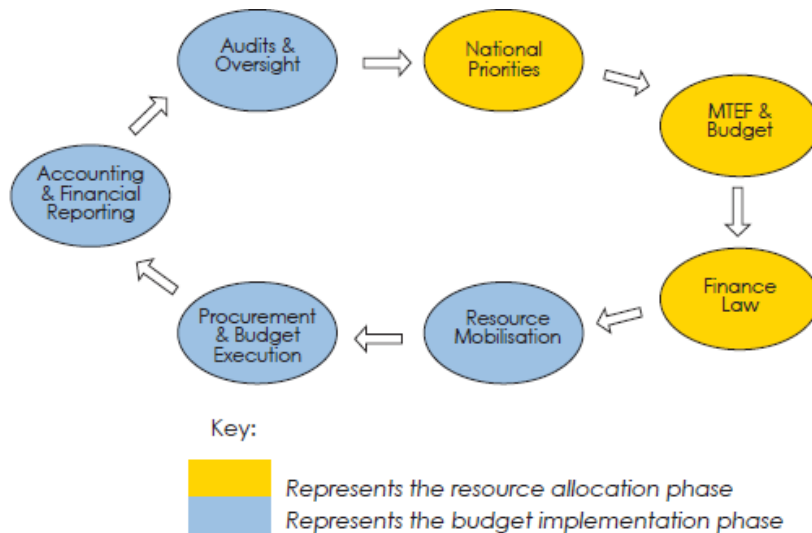 Audits &
Oversight
National
Priorities
MTEF &
Budget
Accounting
& Financial
Reporting
Finance
Law
Procurement
& Budget
Execution
Resource
Mobilisation
Key:
Represents the resource allocation phase
Represents the budget implementation phase